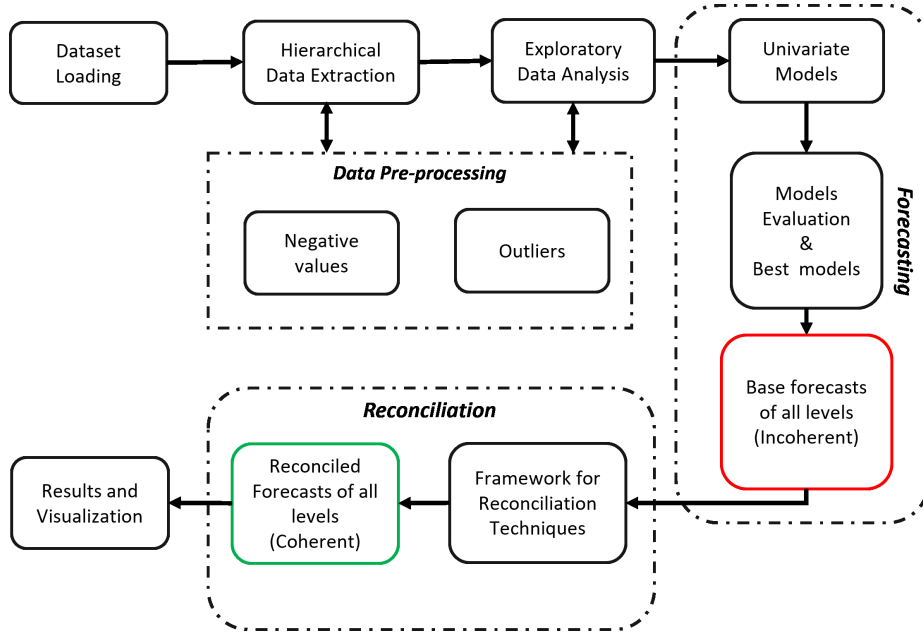 Dataset
Loading
Hierarchical
Data Extraction
Exploratory
Data Analysis
Univariate
Models
Data Pre-processing
Negative
values
Outliers
Models
Evaluation
&
Best models
Forecasting
Base forecasts
of all levels
(Incoherent)
Reconciliation
Framework for
Reconciliation
Techniques
Reconciled
Forecasts of all
levels
(Coherent)
Results and
Visualization